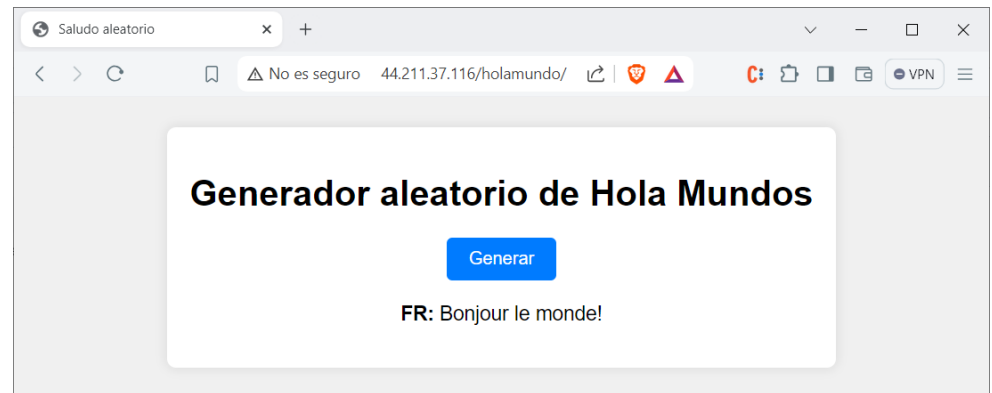 Saludo aleatorio
No es seguro 44.211.37.116/holamundo/ VPN
Generador aleatorio de Hola Mundos
Generar
FR: Bonjour le monde!